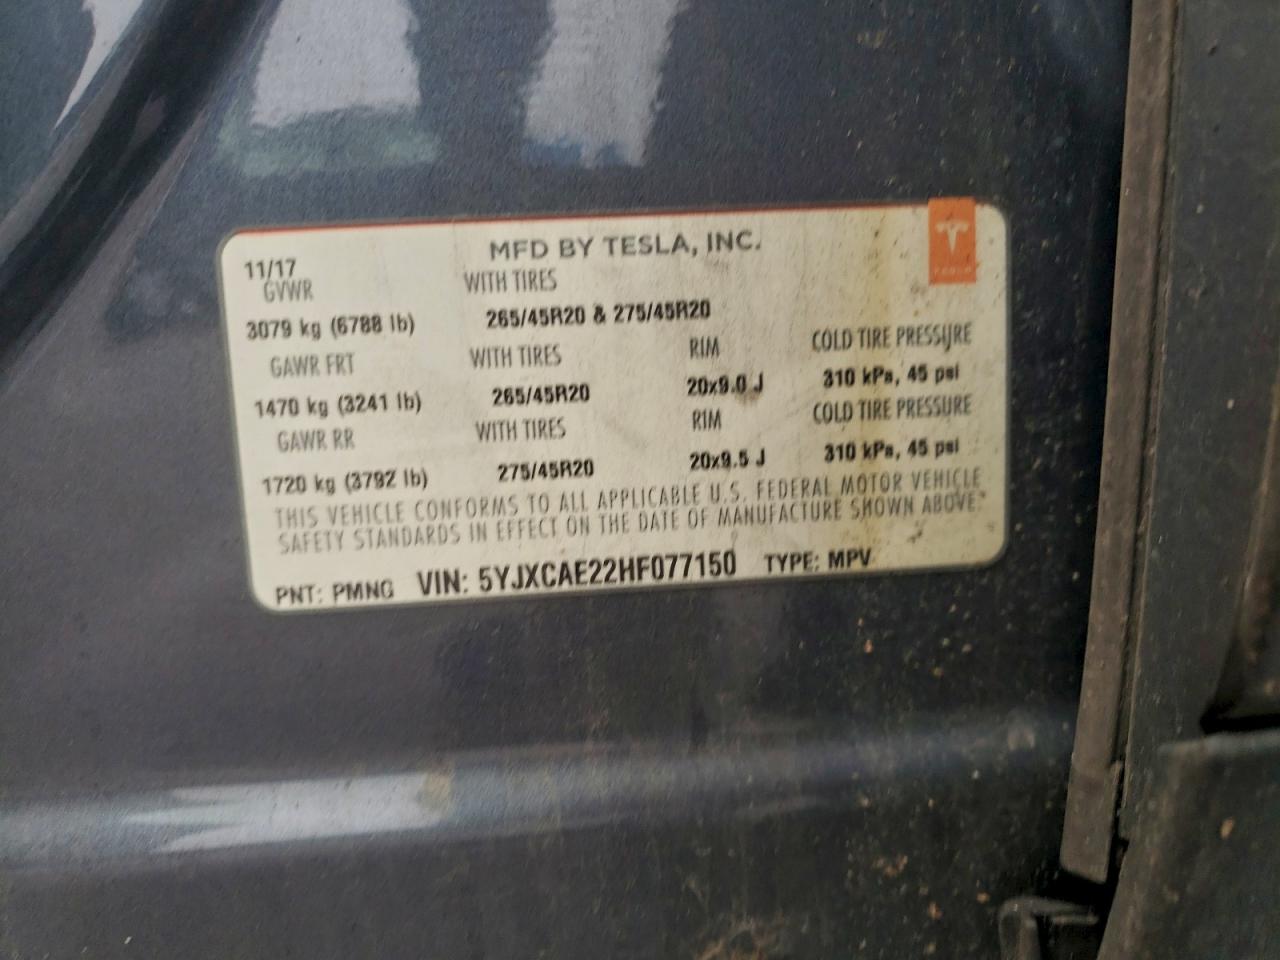 MFD BY TESLA, INC.
11/17
GVWR WITH TIRES
3079 kg (6788 lb) 265/45R20 & 275/45R20
GAWR FRT WITH TIRES RIM COLD TIRE PRESSURE
1470 kg (3241 lb) 265/45R20 20x9.0 J 310 kPa, 45 psi
GAWR RR WITH TIRES RIM COLD TIRE PRESSURE
1720 kg (3792 lb) 275/45R20 20x9.5 J 310 kPa, 45 psi
THIS VEHICLE CONFORMS TO ALL APPLICABLE U.S. FEDERAL MOTOR VEHICLE
SAFETY STANDARDS IN EFFECT ON THE DATE OF MANUFACTURE SHOWN ABOVE.
PNT: PMNG VIN: 5YJXCAE22HF077150 TYPE: MPV
TESLA